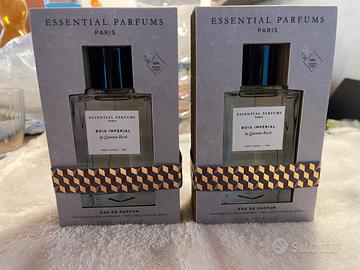 ESSENTIAL PARFUMS
PARIS
ESSENTIAL PARFUMS
PARIS
BOIS IMPÉRIAL
by Quentin Bisch
EAU DE PARFUM
ESSENTIAL PARFUMS
PARIS
ESSENTIAL PARFUMS
PARIS
BOIS IMPÉRIAL
by Quentin Bisch
EAU DE PARFUM
subito